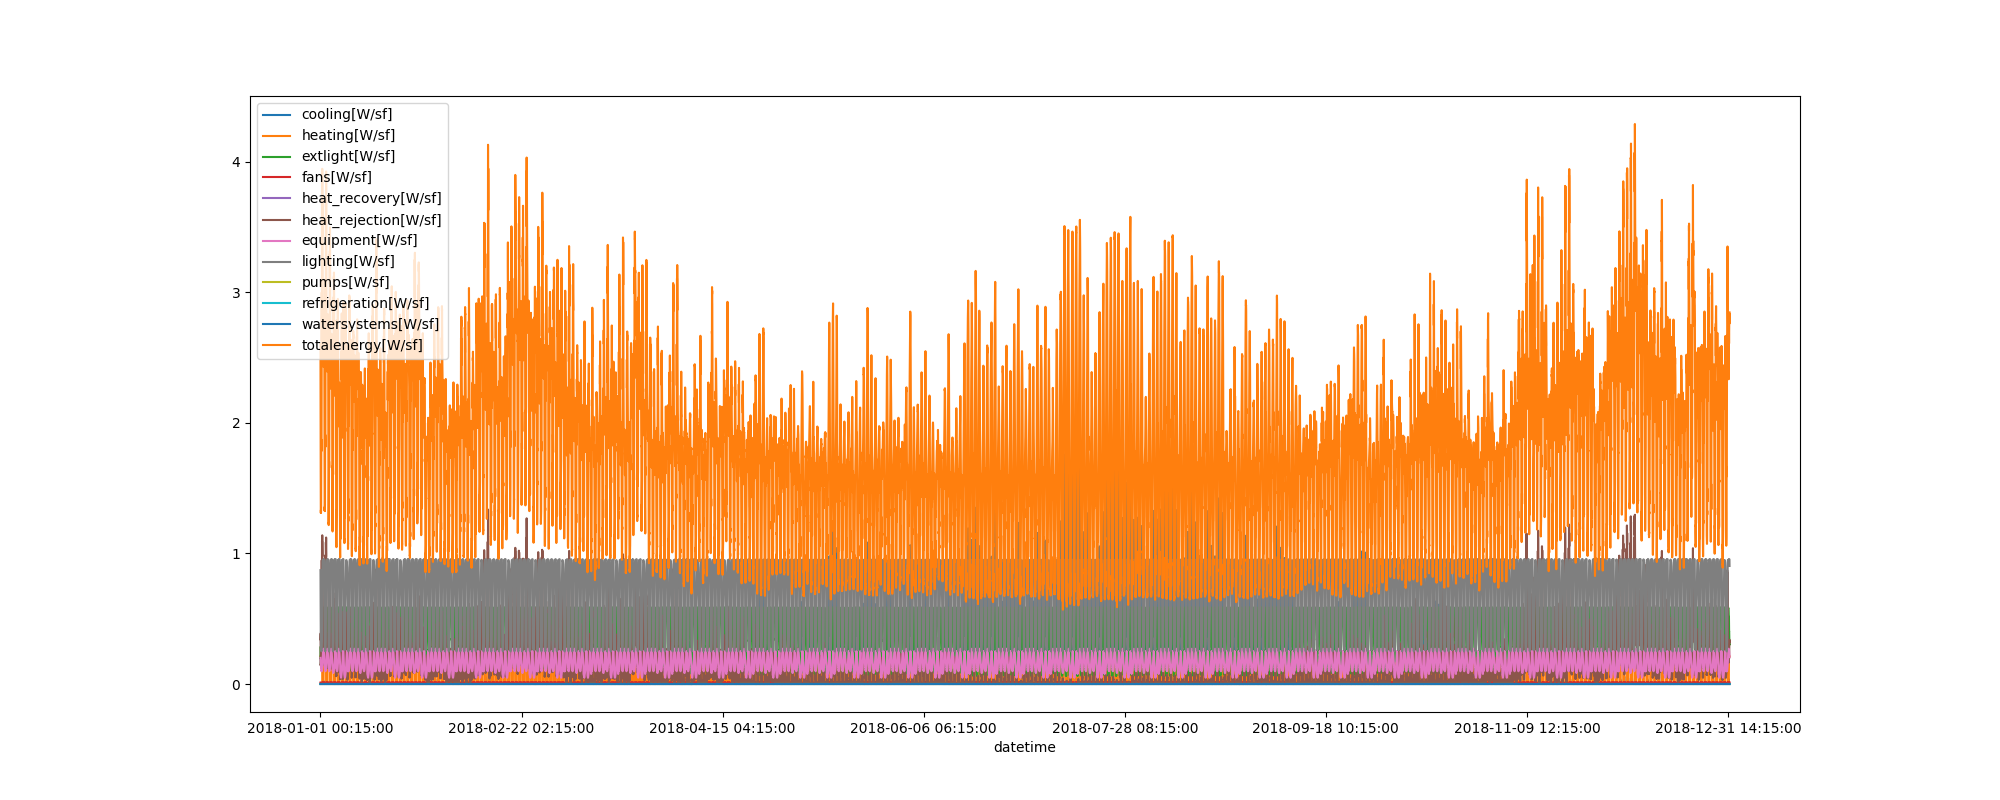 cooling[W/sf]
heating[W/sf]
extlight[W/sf]
fans[W/sf]
heat_recovery[W/sf]
heat_rejection[W/sf]
equipment[W/sf]
lighting[W/sf]
pumps[W/sf]
refrigeration[W/sf]
watersystems[W/sf]
totalenergy[W/sf]
4
3
2
1
0
2018-01-01 00:15:00 2018-02-22 02:15:00 2018-04-15 04:15:00 2018-06-06 06:15:00 2018-07-28 08:15:00 2018-09-18 10:15:00 2018-11-09 12:15:00 2018-12-31 14:15:00
datetime